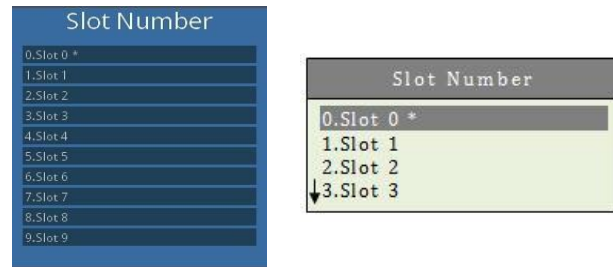 Slot Number
0.Slot 0 *
1.Slot 1
2.Slot 2
3.Slot 3
4.Slot 4
5.Slot 5
6.Slot 6
7.Slot 7
8.Slot 8
9.Slot 9
Slot Number
0.Slot 0 *
1.Slot 1
2.Slot 2
3.Slot 3